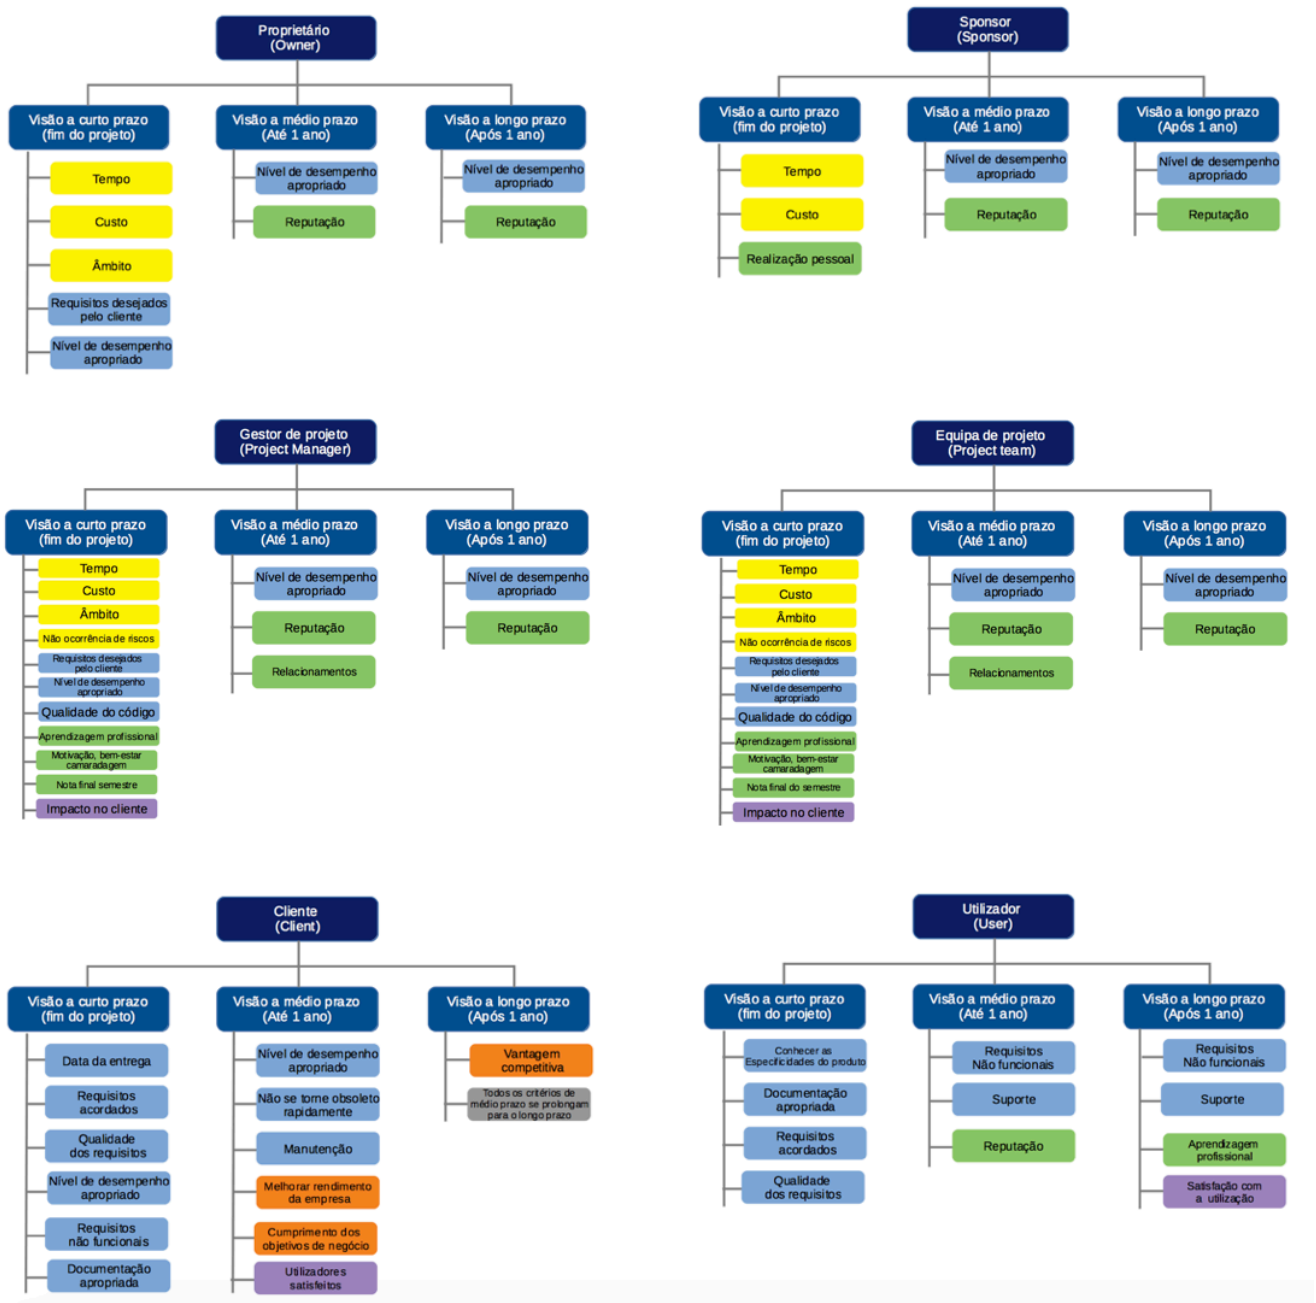 Proprietário
(Owner)
Visão a curto prazo
(fim do projeto)
Tempo
Custo
Âmbito
Requisitos desejados
pelo cliente
Nível de desempenho
apropriado
Visão a médio prazo
(Até 1 ano)
Nível de desempenho
apropriado
Reputação
Visão a longo prazo
(Após 1 ano)
Nível de desempenho
apropriado
Reputação
Sponsor
(Sponsor)
Visão a curto prazo
(fim do projeto)
Tempo
Custo
Realização pessoal
Visão a médio prazo
(Até 1 ano)
Nível de desempenho
apropriado
Reputação
Visão a longo prazo
(Após 1 ano)
Nível de desempenho
apropriado
Reputação
Gestor de projeto
(Project Manager)
Visão a curto prazo
(fim do projeto)
Tempo
Custo
Âmbito
Não ocorrência de riscos
Requisitos desejados
pelo cliente
Nível de desempenho
apropriado
Qualidade do código
Aprendizagem profissional
Motivação, bem-estar
camaradagem
Nota final semestre
Impacto no cliente
Visão a médio prazo
(Até 1 ano)
Nível de desempenho
apropriado
Reputação
Relacionamentos
Visão a longo prazo
(Após 1 ano)
Nível de desempenho
apropriado
Reputação
Equipa de projeto
(Project team)
Visão a curto prazo
(fim do projeto)
Tempo
Custo
Âmbito
Não ocorrência de riscos
Requisitos desejados
pelo cliente
Nível de desempenho
apropriado
Qualidade do código
Aprendizagem profissional
Motivação, bem-estar
camaradagem
Nota final do semestre
Impacto no cliente
Visão a médio prazo
(Até 1 ano)
Nível de desempenho
apropriado
Reputação
Relacionamentos
Visão a longo prazo
(Após 1 ano)
Nível de desempenho
apropriado
Reputação
Cliente
(Client)
Visão a curto prazo
(fim do projeto)
Data da entrega
Requisitos
acordados
Qualidade
dos requisitos
Nível de desempenho
apropriado
Requisitos
não funcionais
Documentação
apropriada
Visão a médio prazo
(Até 1 ano)
Nível de desempenho
apropriado
Não se torne obsoleto
rapidamente
Manutenção
Melhorar rendimento
da empresa
Cumprimento dos
objetivos de negócio
Utilizadores
satisfeitos
Visão a longo prazo
(Após 1 ano)
Vantagem
competitiva
Todos os critérios de
médio prazo se prolongam
para o longo prazo
Utilizador
(User)
Visão a curto prazo
(fim do projeto)
Conhecer as
Especificidades do produto
Documentação
apropriada
Requisitos
acordados
Qualidade
dos requisitos
Visão a médio prazo
(Até 1 ano)
Requisitos
Não funcionais
Suporte
Reputação
Visão a longo prazo
(Após 1 ano)
Requisitos
Não funcionais
Suporte
Aprendizagem
profissional
Satisfação com
a utilização